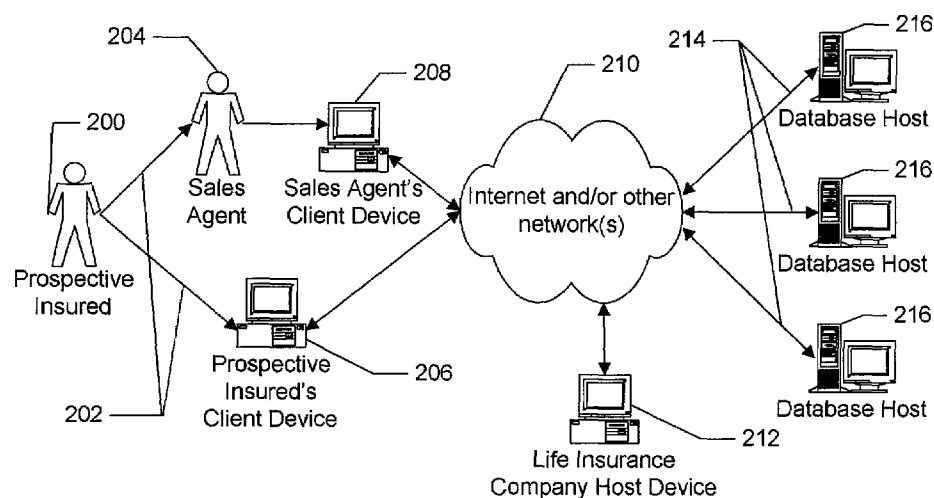 204
208
210
214
216
200
Database Host
Sales
Agent
Sales Agent's
Client Device
Internet and/or other
network(s)
216
Prospective
Insured
Database Host
216
Prospective
Insured's
Client Device
206
202
Database Host
212
Life Insurance
Company Host Device